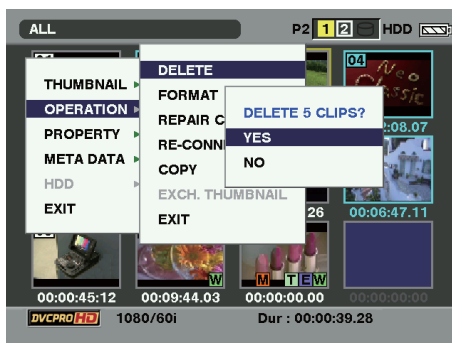 ALL
P2 1 2 HDD
THUMBNAIL
OPERATION
PROPERTY
META DATA
HDD
EXIT
DELETE
FORMAT
REPAIR C
RE-CONN
COPY
EXCH. THUMBNAIL
EXIT
DELETE 5 CLIPS?
YES
NO
04
Neo
Classic
:08.07
26
00:06:47.11
W
M T E W
00:00:45:12
00:09:44.03
00:00:00.00
00:00:00:00
DVCPRO HD
1080/60i
Dur : 00:00:39.28